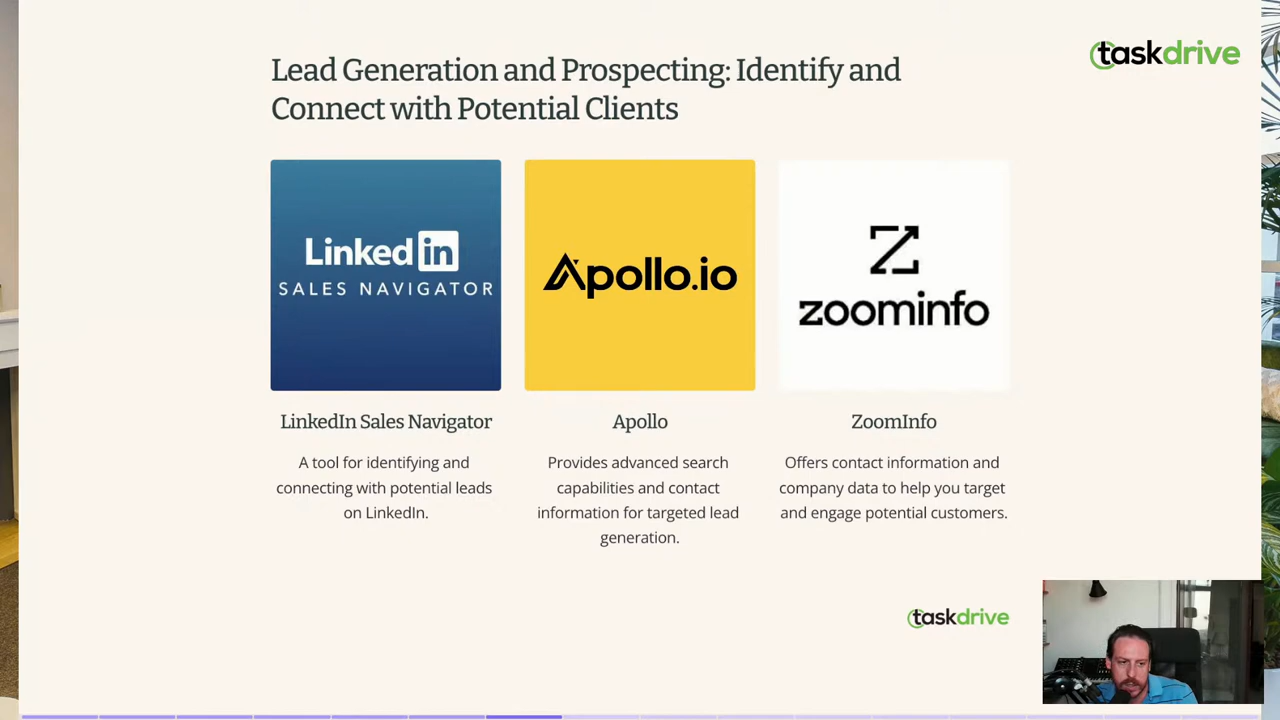 taskdrive
Lead Generation and Prospecting: Identify and
Connect with Potential Clients
Linked in
SALES NAVIGATOR
Apollo.io
zoominfo
LinkedIn Sales Navigator
A tool for identifying and
connecting with potential leads
on LinkedIn.
Apollo
Provides advanced search
capabilities and contact
information for targeted lead
generation.
ZoomInfo
Offers contact information and
company data to help you target
and engage potential customers.
taskdrive